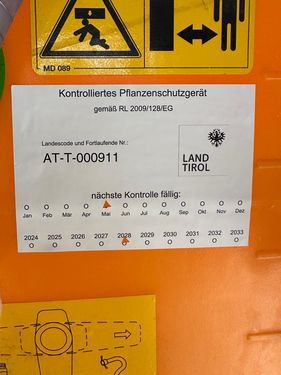 MD 089
Kontrolliertes Pflanzenschutzgerät
gemäß RL 2009/128/EG
Landescode und Fortlaufende Nr.:
AT-T-000911
LAND
TIROL
nächste Kontrolle fällig:
O O O O O O O O O O O
Jan Feb Mär Apr Mai Jun Jul Aug Sep Okt Nov Dez
2024 2025 2026 2027 2028 2029 2030 2031 2032 2033
O O O O O O O O O